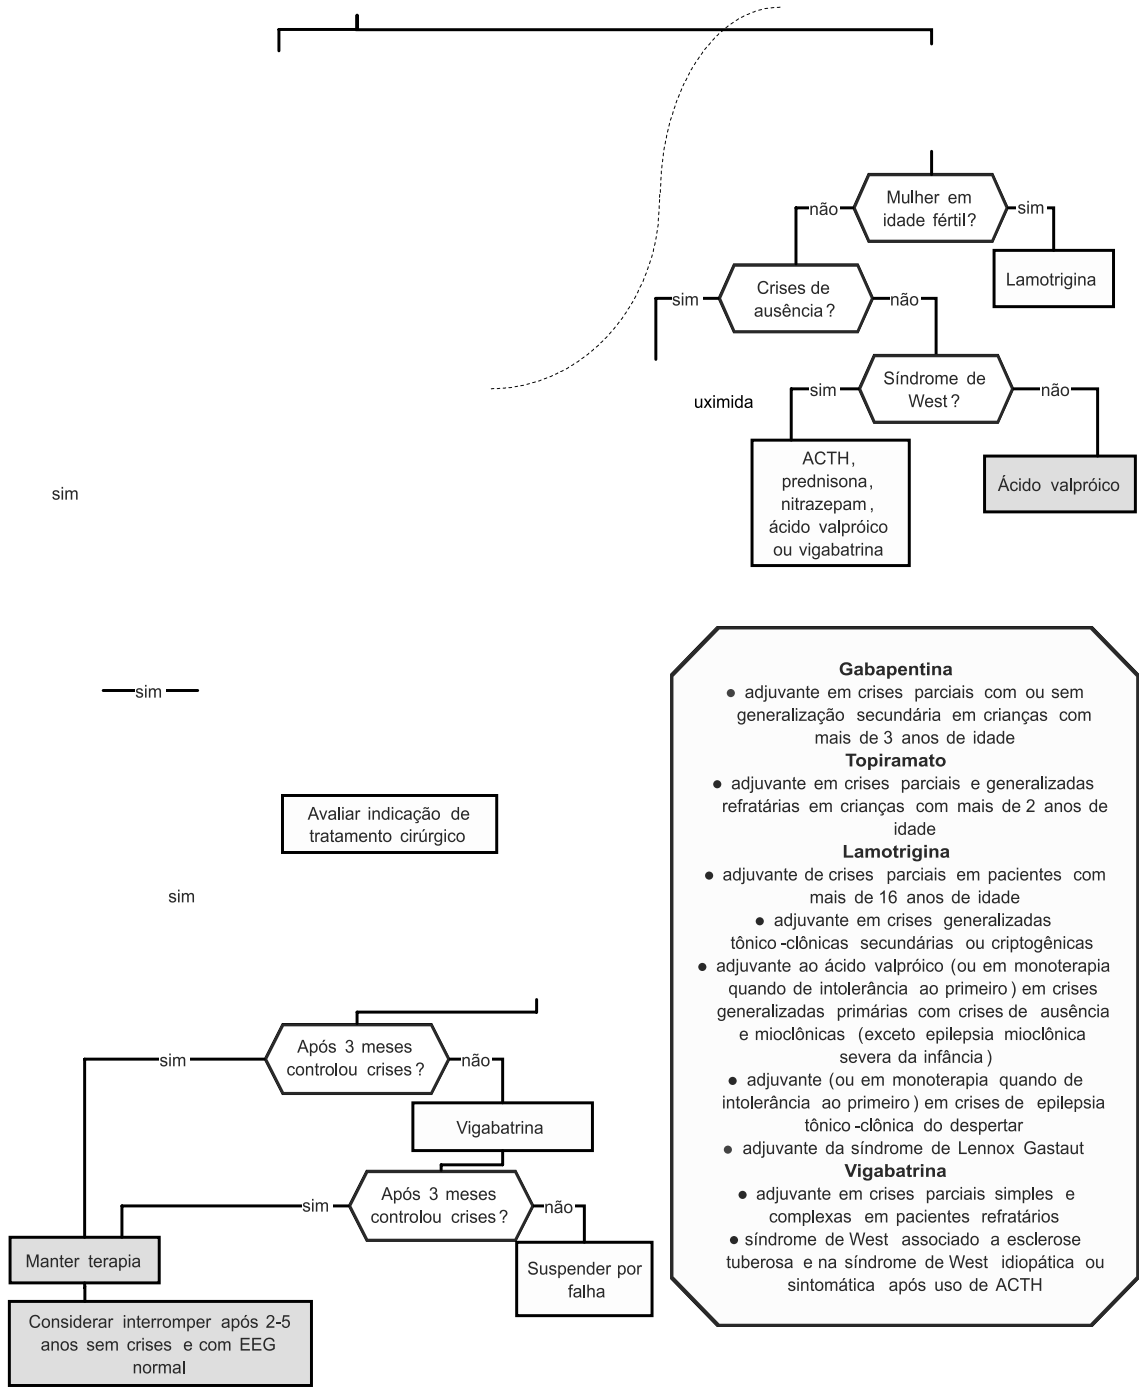 Mulher em
idade fértil?
não
sim
Lamotrigina
Crises de
ausência?
sim
não
Síndrome de
West?
sim
não
uximida
ACTH,
prednisona,
nitrazepam,
ácido valpróico
ou vigabatrina
Ácido valpróico
sim
sim
Avaliar indicação de
tratamento cirúrgico
sim
Após 3 meses
controlou crises?
sim
não
Vigabatrina
Após 3 meses
controlou crises?
sim
não
Manter terapia
Suspender por
falha
Considerar interromper após 2-5
anos sem crises e com EEG
normal
Gabapentina
● adjuvante em crises parciais com ou sem
generalização secundária em crianças com
mais de 3 anos de idade
Topiramato
● adjuvante em crises parciais e generalizadas
refratárias em crianças com mais de 2 anos de
idade
Lamotrigina
● adjuvante de crises parciais em pacientes com
mais de 16 anos de idade
● adjuvante em crises generalizadas
tônico-clônicas secundárias ou criptogênicas
● adjuvante ao ácido valpróico (ou em monoterapia
quando de intolerância ao primeiro) em crises
generalizadas primárias com crises de ausência
e mioclônicas (exceto epilepsia mioclônica
severa da infância)
● adjuvante (ou em monoterapia quando de
intolerância ao primeiro) em crises de epilepsia
tônico-clônica do despertar
● adjuvante da síndrome de Lennox Gastaut
Vigabatrina
● adjuvante em crises parciais simples e
complexas em pacientes refratários
● síndrome de West associado a esclerose
tuberosa e na síndrome de West idiopática ou
sintomática após uso de ACTH